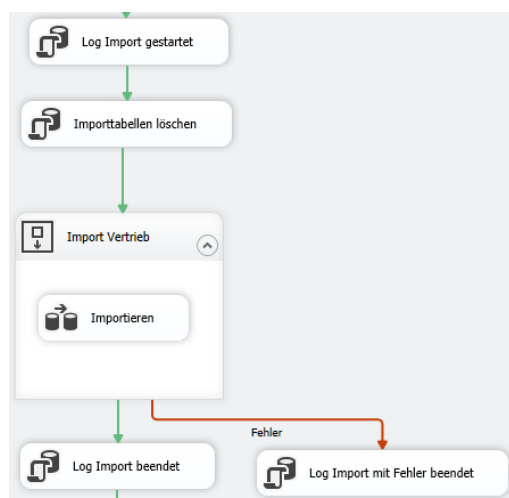 Log Import gestartet
Importtabellen löschen
Import Vertrieb
Importieren
Fehler
Log Import beendet
Log Import mit Fehler beendet